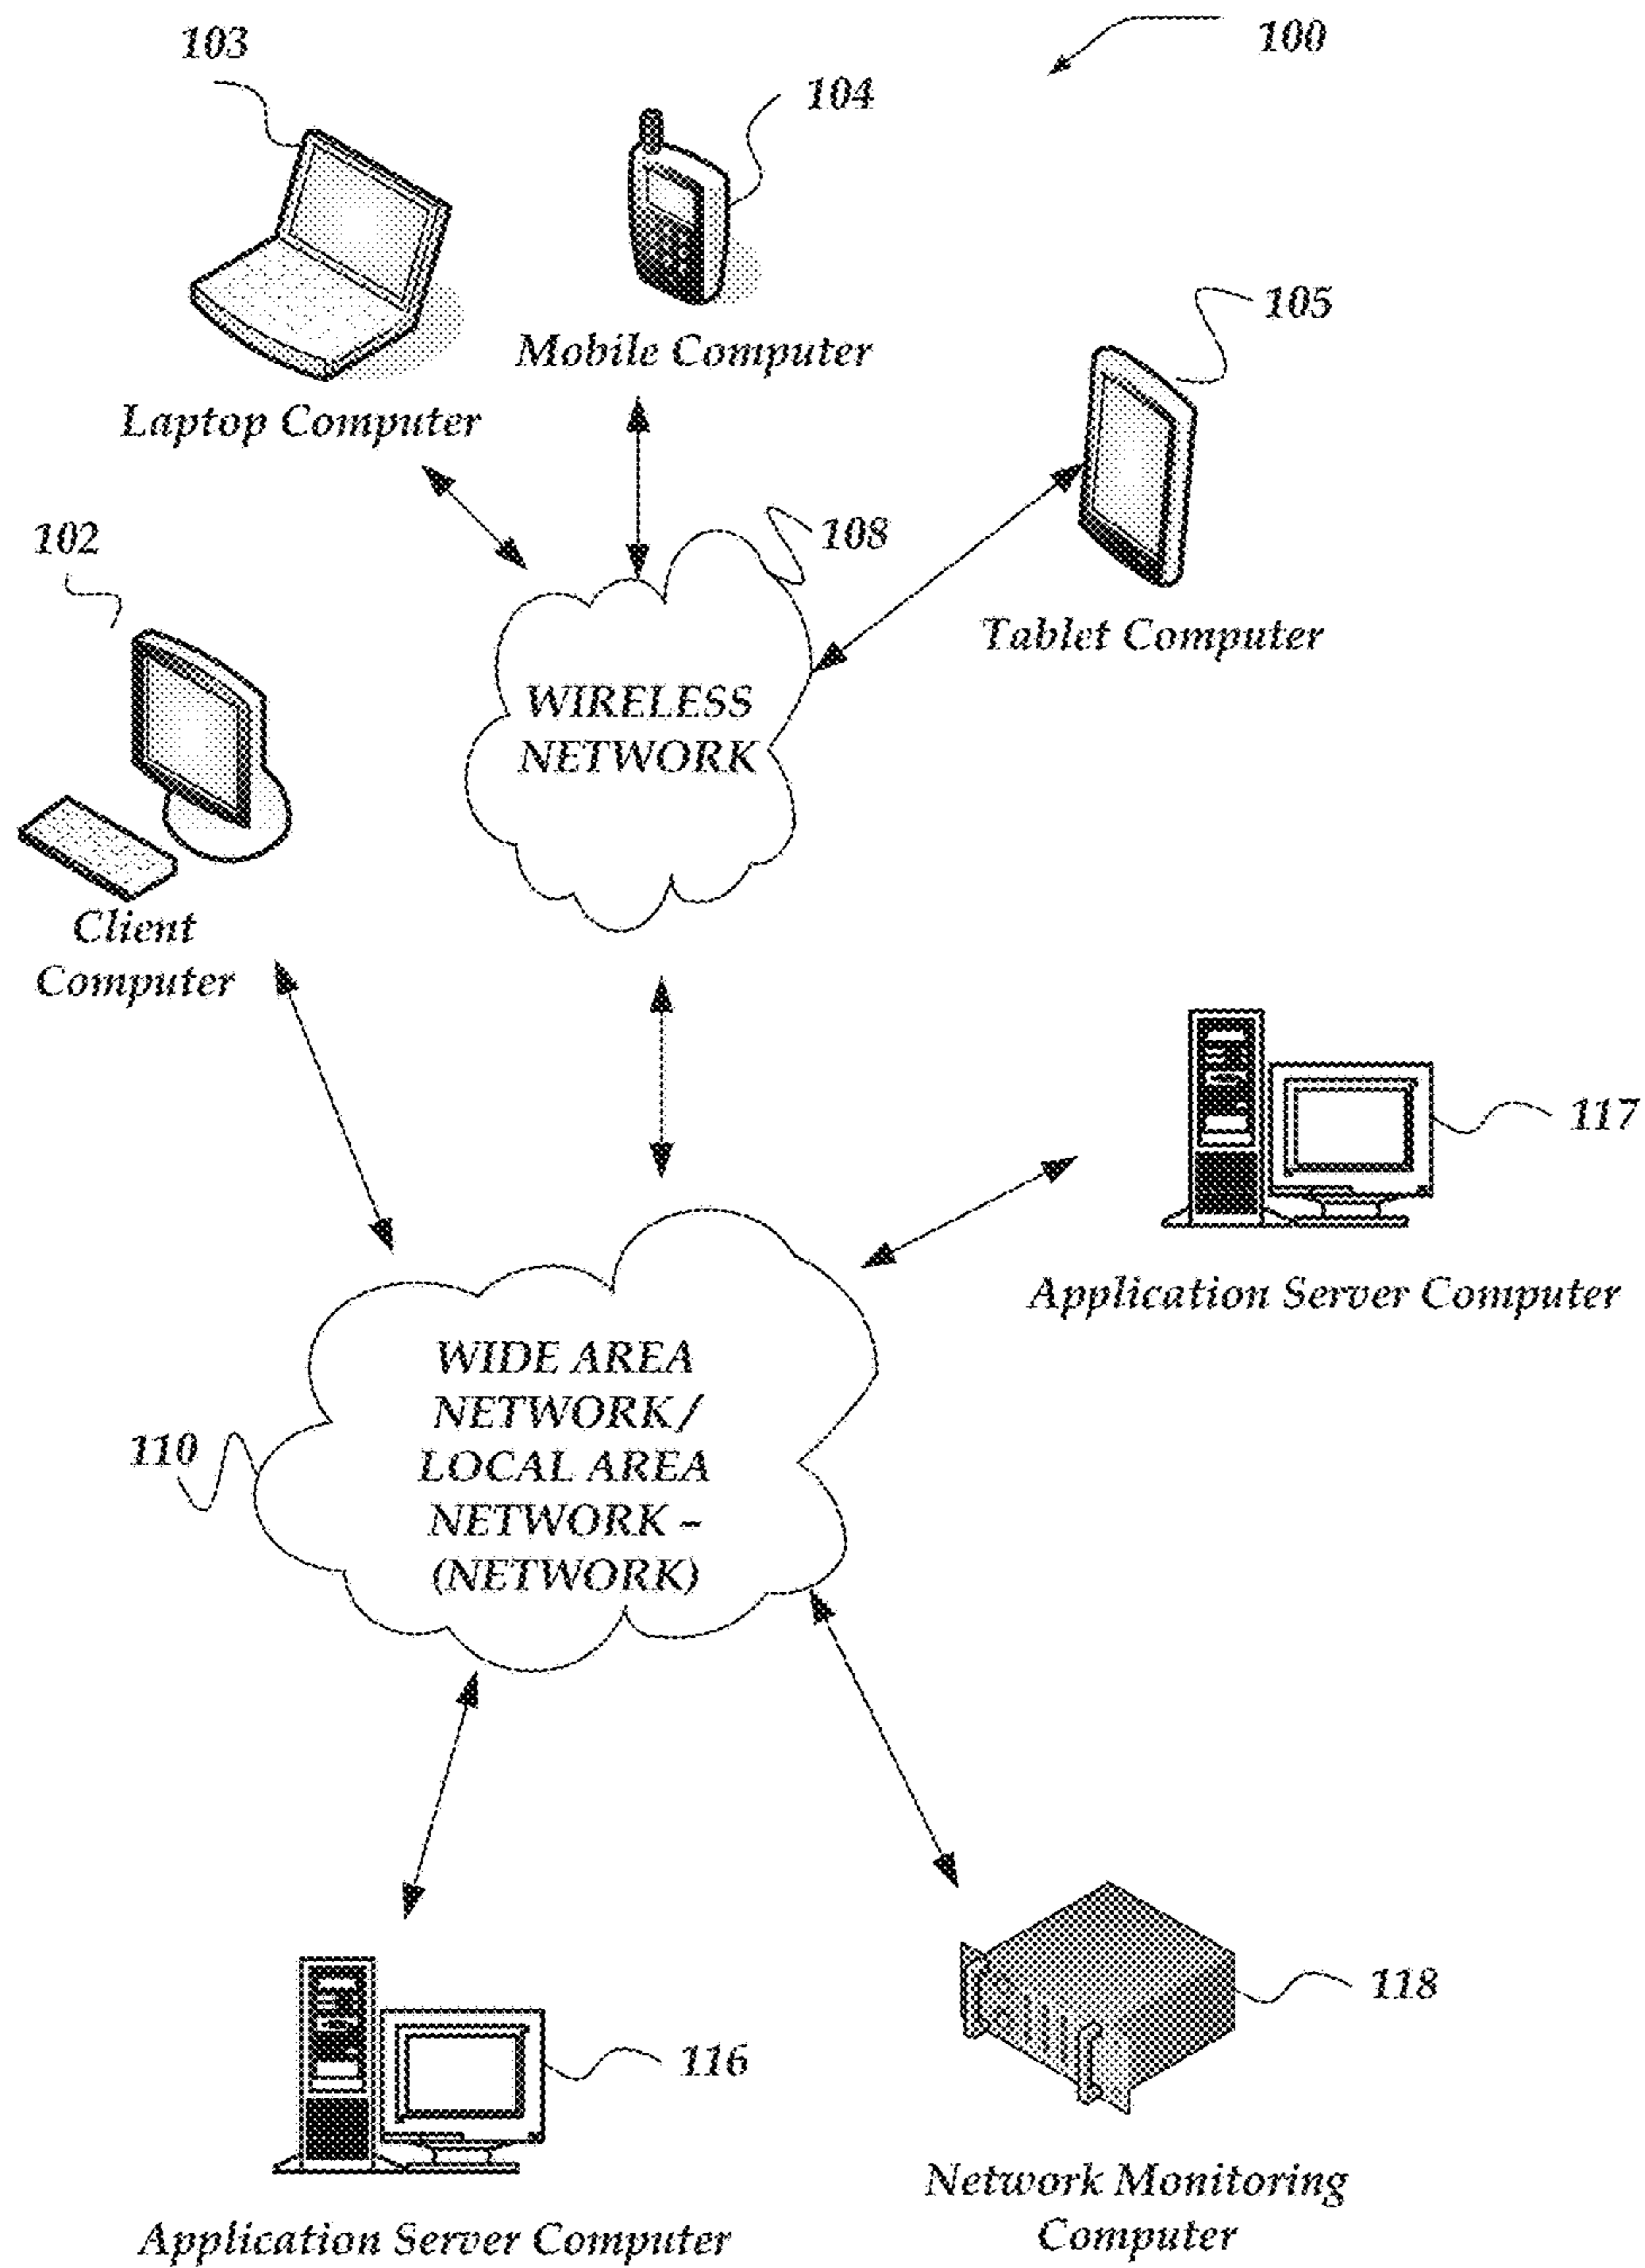 103
100
104
105
Mobile Computer
Laptop Computer
102
108
Tablet Computer
WIRELESS
NETWORK
Client
Computer
117
Application Server Computer
WIDE AREA
NETWORK/
LOCAL AREA
NETWORK –
(NETWORK)
110
118
116
Network Monitoring
Computer
Application Server Computer